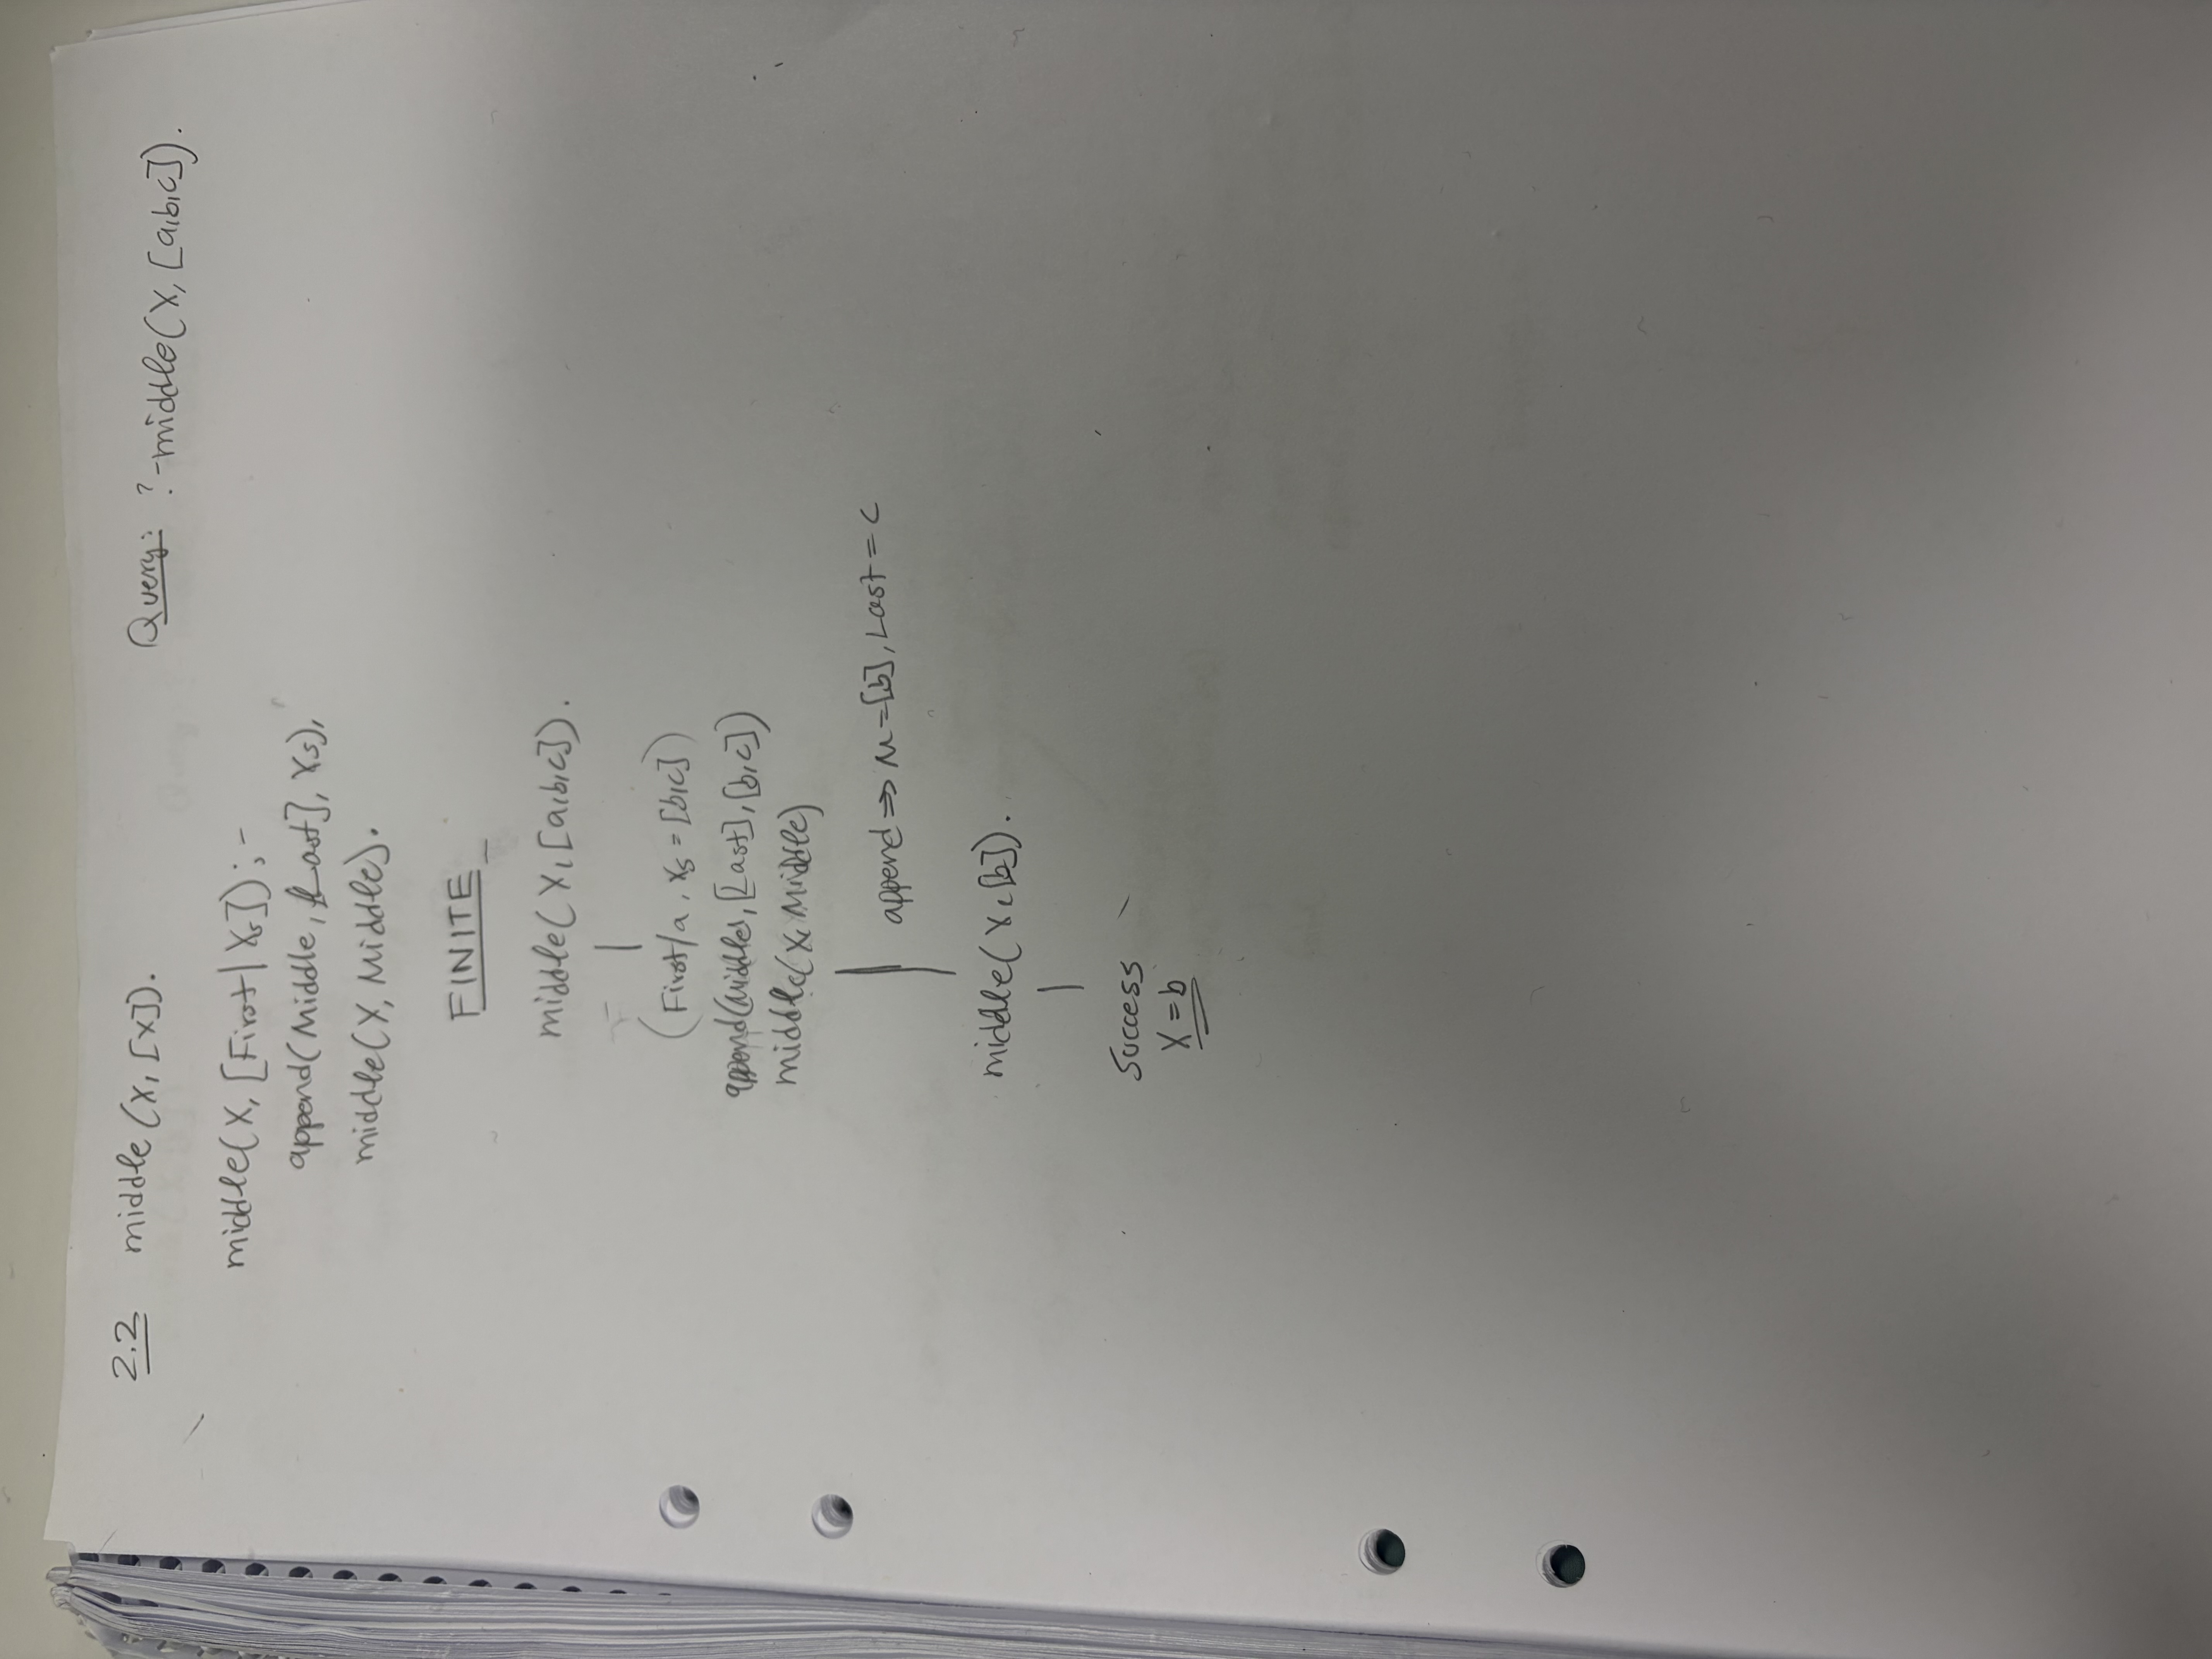 2.2 middle (X, [X]).
Query: ?-middle(X, [a,b,c]).
middle(X, [First| Xs]);-
append(Middle, [Last], Xs),
middle(X, Middle).
FINITE
middle(X, [a,b,c]).
(First/a, Xs = [b,c])
append(Middle, [Last], [b,c])
middle(X, Middle)
append ⇒ M=[b], Last = c
middle(X, [b]).
Success
X = b